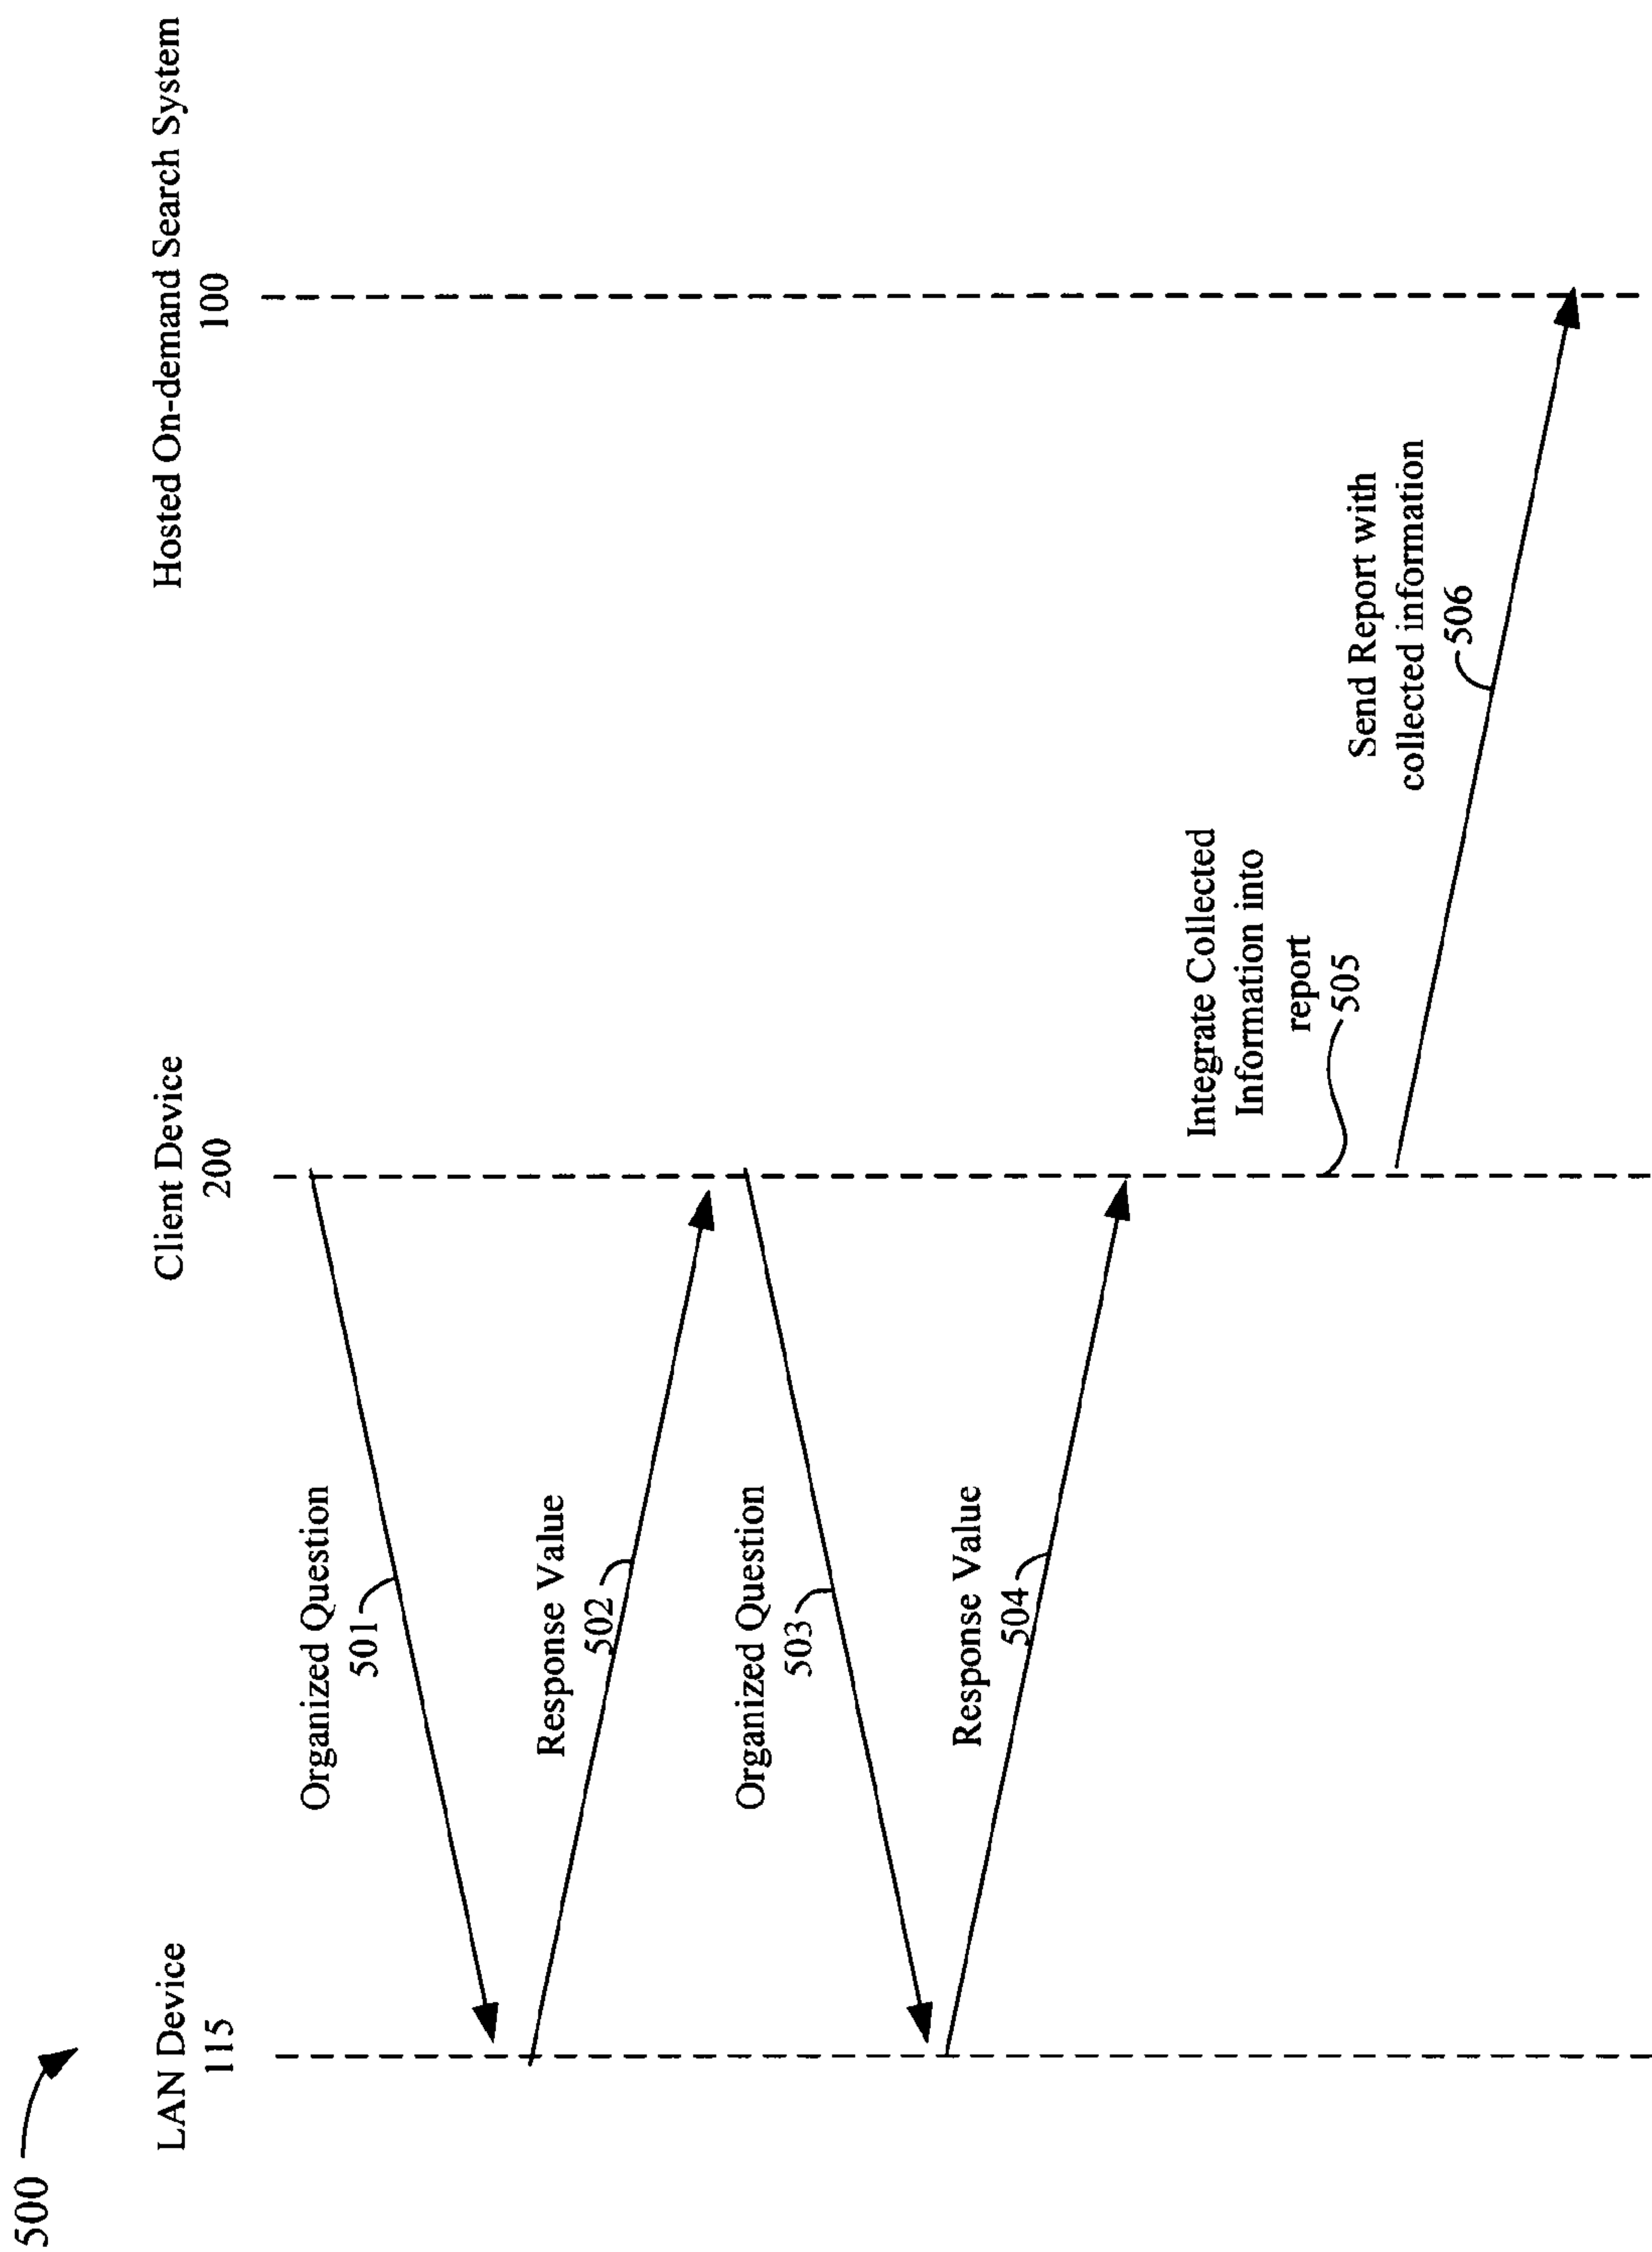 500
LAN Device
115
Client Device
200
Hosted On-demand Search System
100
Organized Question
501
Response Value
502
Organized Question
503
Response Value
504
Integrate Collected
Information into
report
505
Send Report with
collected information
506